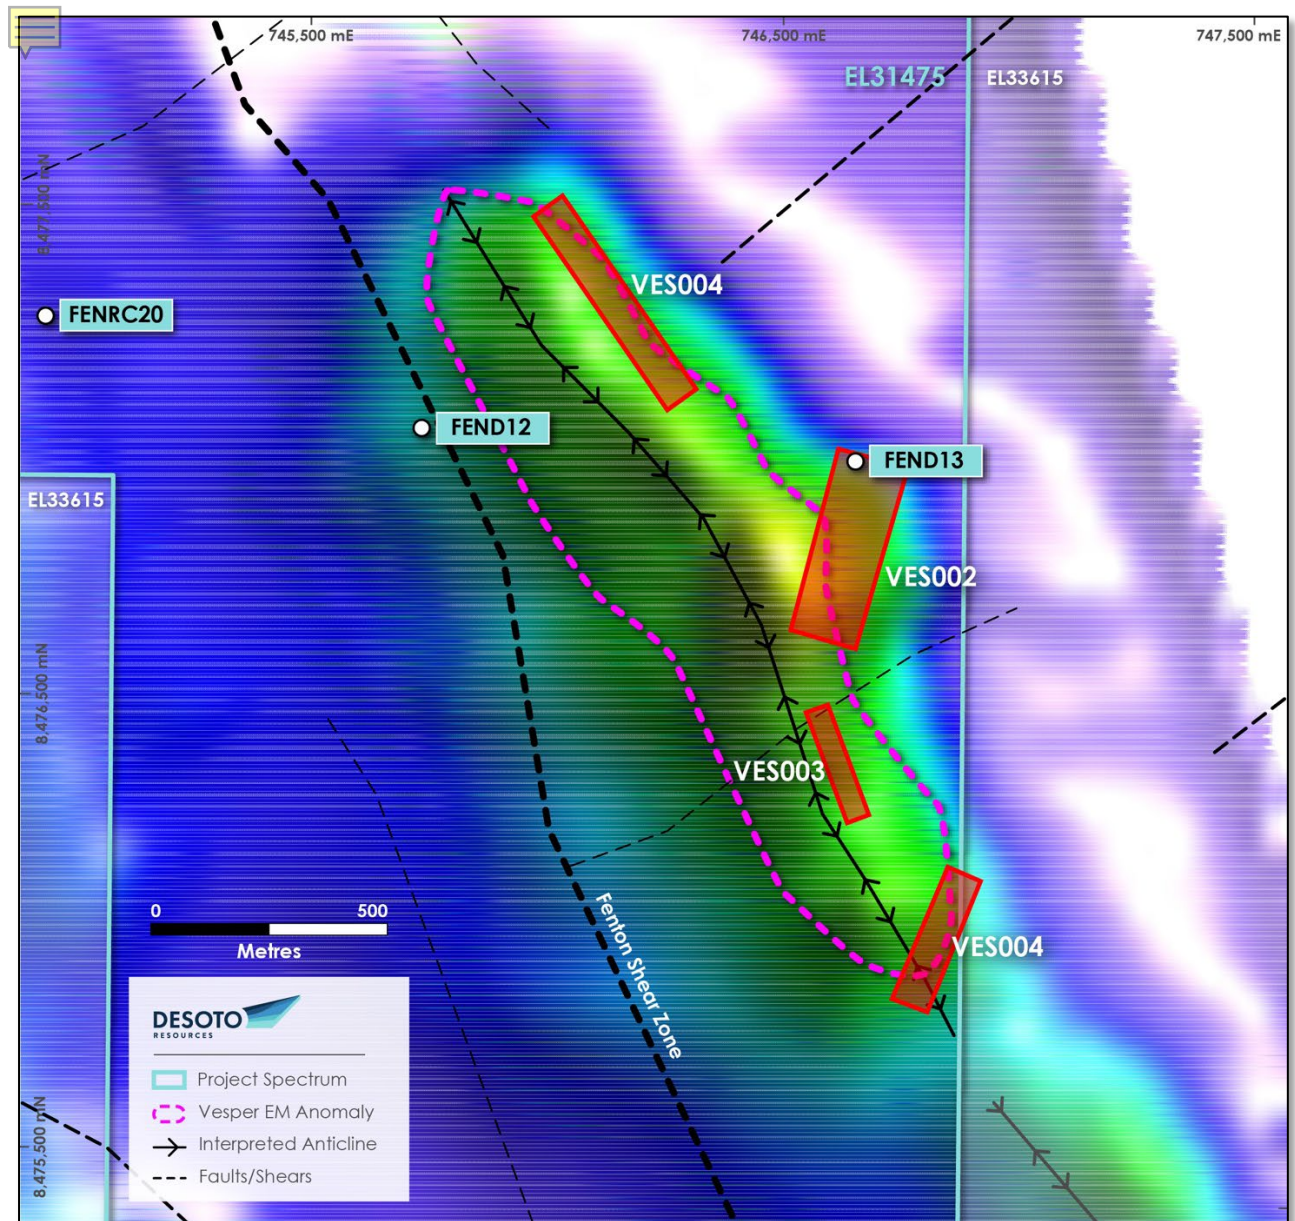 745,500 mE
746,500 mE
747,500 mE
EL31475
EL33615
8,477,500 mN
VES004
FENRC20
FEND12
FEND13
EL33615
VES002
8,476,500 mN
VES003
0 500
Metres
Fenton Shear Zone
VES004
DESOTO
RESOURCES
Project Spectrum
Vesper EM Anomaly
Interpreted Anticline
Faults/Shears
8,475,500 mN